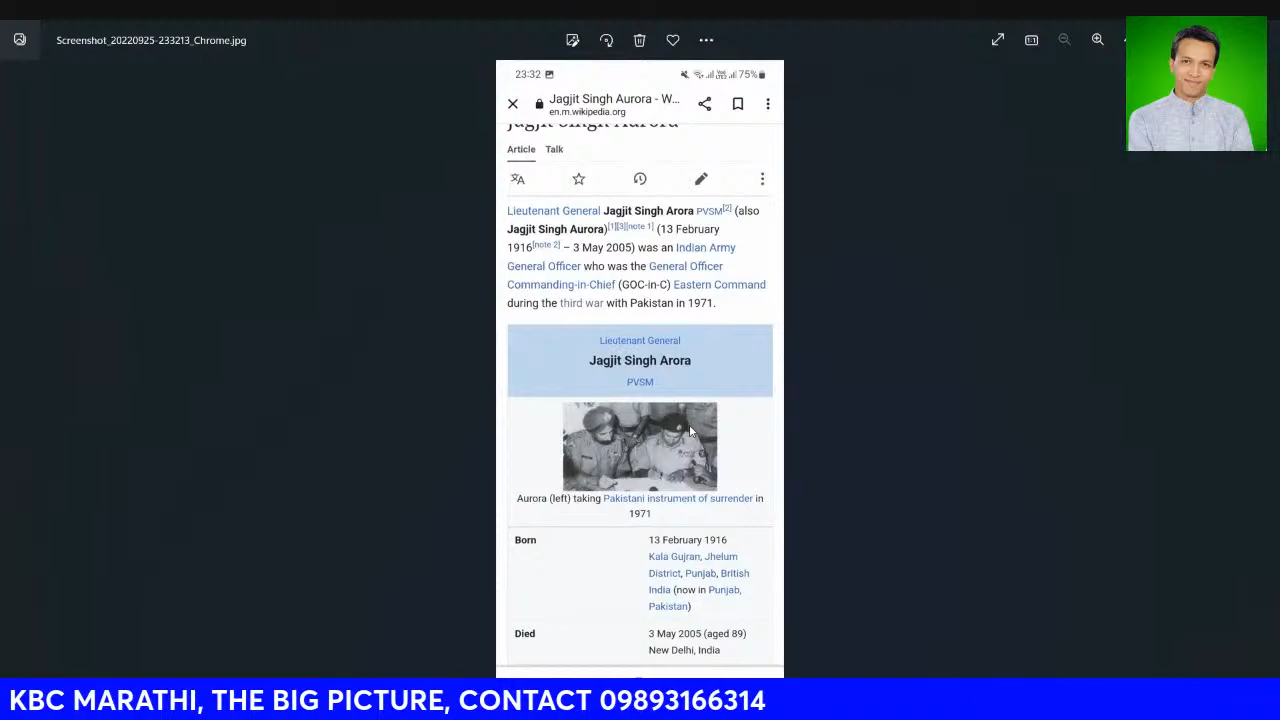 Screenshot_20220925-233213_Chrome.jpg
23:32
75%
Jagjit Singh Aurora - W...
en.m.wikipedia.org
Jagjit Singh Aurora
Article Talk
Lieutenant General Jagjit Singh Arora PVSM[2] (also
Jagjit Singh Aurora)[1][3][note 1] (13 February
1916[note 2] – 3 May 2005) was an Indian Army
General Officer who was the General Officer
Commanding-in-Chief (GOC-in-C) Eastern Command
during the third war with Pakistan in 1971.
Lieutenant General
Jagjit Singh Arora
PVSM
Aurora (left) taking Pakistani instrument of surrender in
1971
Born 13 February 1916
Kala Gujran, Jhelum
District, Punjab, British
India (now in Punjab,
Pakistan)
Died 3 May 2005 (aged 89)
New Delhi, India
KBC MARATHI, THE BIG PICTURE, CONTACT 09893166314